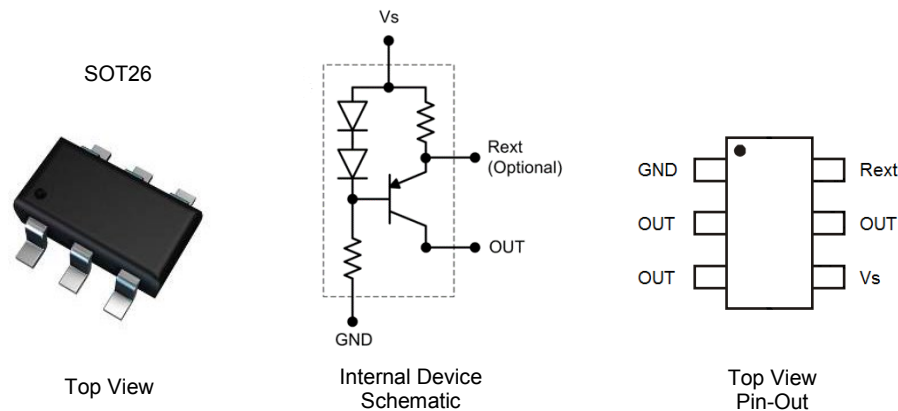 SOT26
Top View
Vs
Rext
(Optional)
OUT
GND
Internal Device
Schematic
GND
Rext
OUT
OUT
OUT
Vs
Top View
Pin-Out